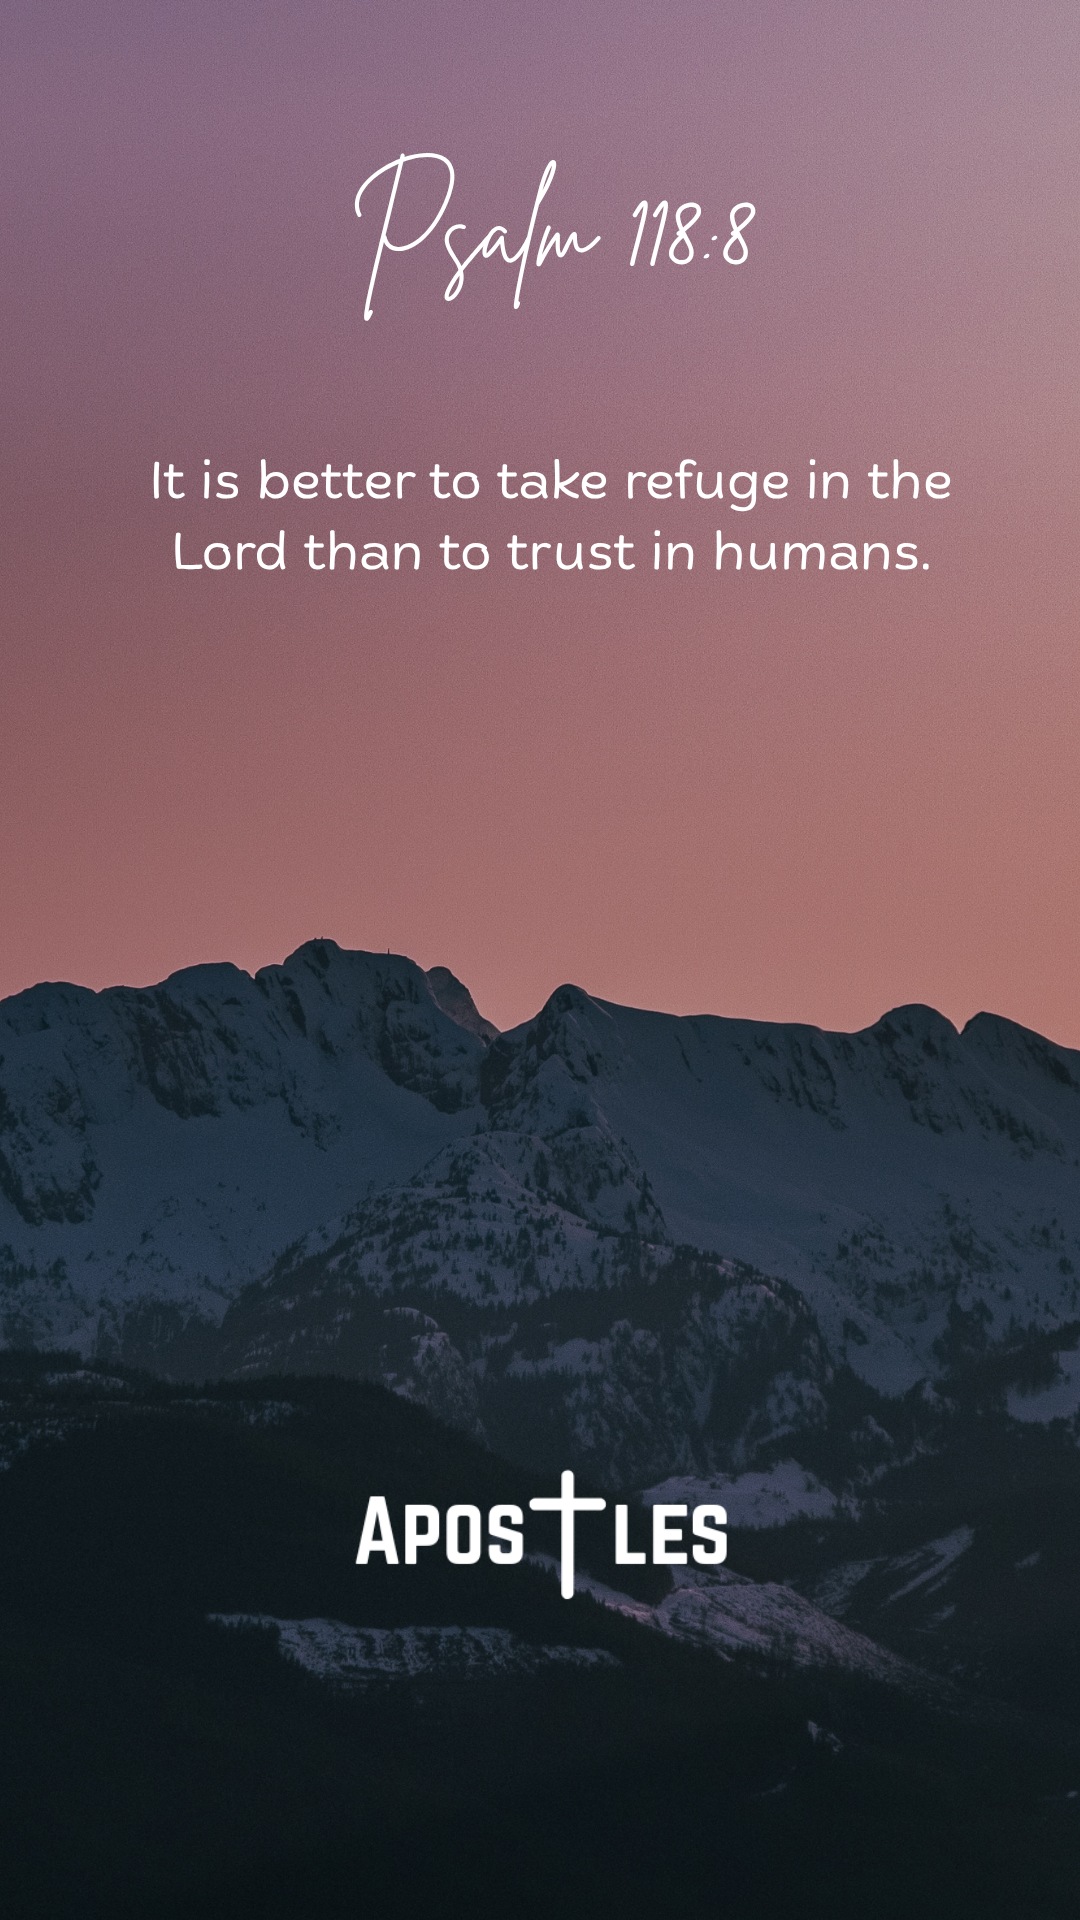 Psalm 118:8
It is better to take refuge in the
Lord than to trust in humans.
APOSTLES